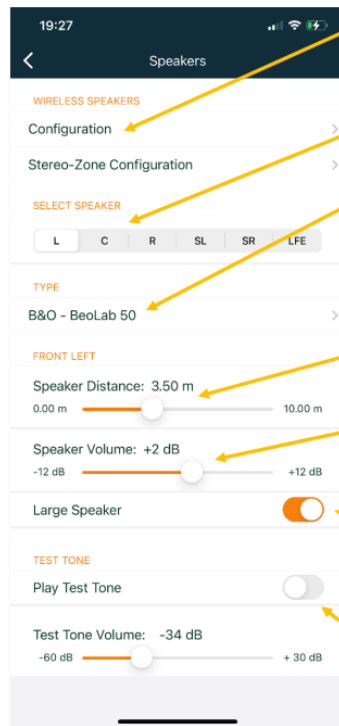 19:27
Speakers
WIRELESS SPEAKERS
Configuration
Stereo-Zone Configuration
SELECT SPEAKER
L C R SL SR LFE
TYPE
B&O - BeoLab 50
FRONT LEFT
Speaker Distance: 3.50 m
0.00 m 10.00 m
Speaker Volume: +2 dB
-12 dB +12 dB
Large Speaker
TEST TONE
Play Test Tone
Test Tone Volume: -34 dB
-60 dB + 30 dB